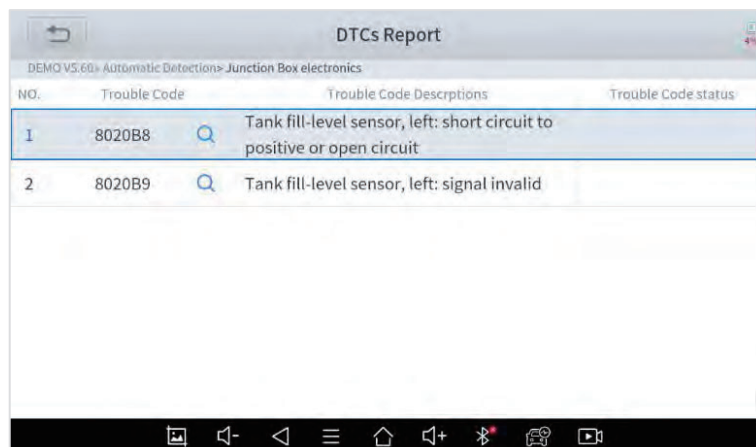 DTCs Report
DEMO V5.60> Automatic Detection> Junction Box electronics
NO. Trouble Code Trouble Code Descrptions Trouble Code status
1 8020B8 Tank fill-level sensor, left: short circuit to
positive or open circuit
2 8020B9 Tank fill-level sensor, left: signal invalid